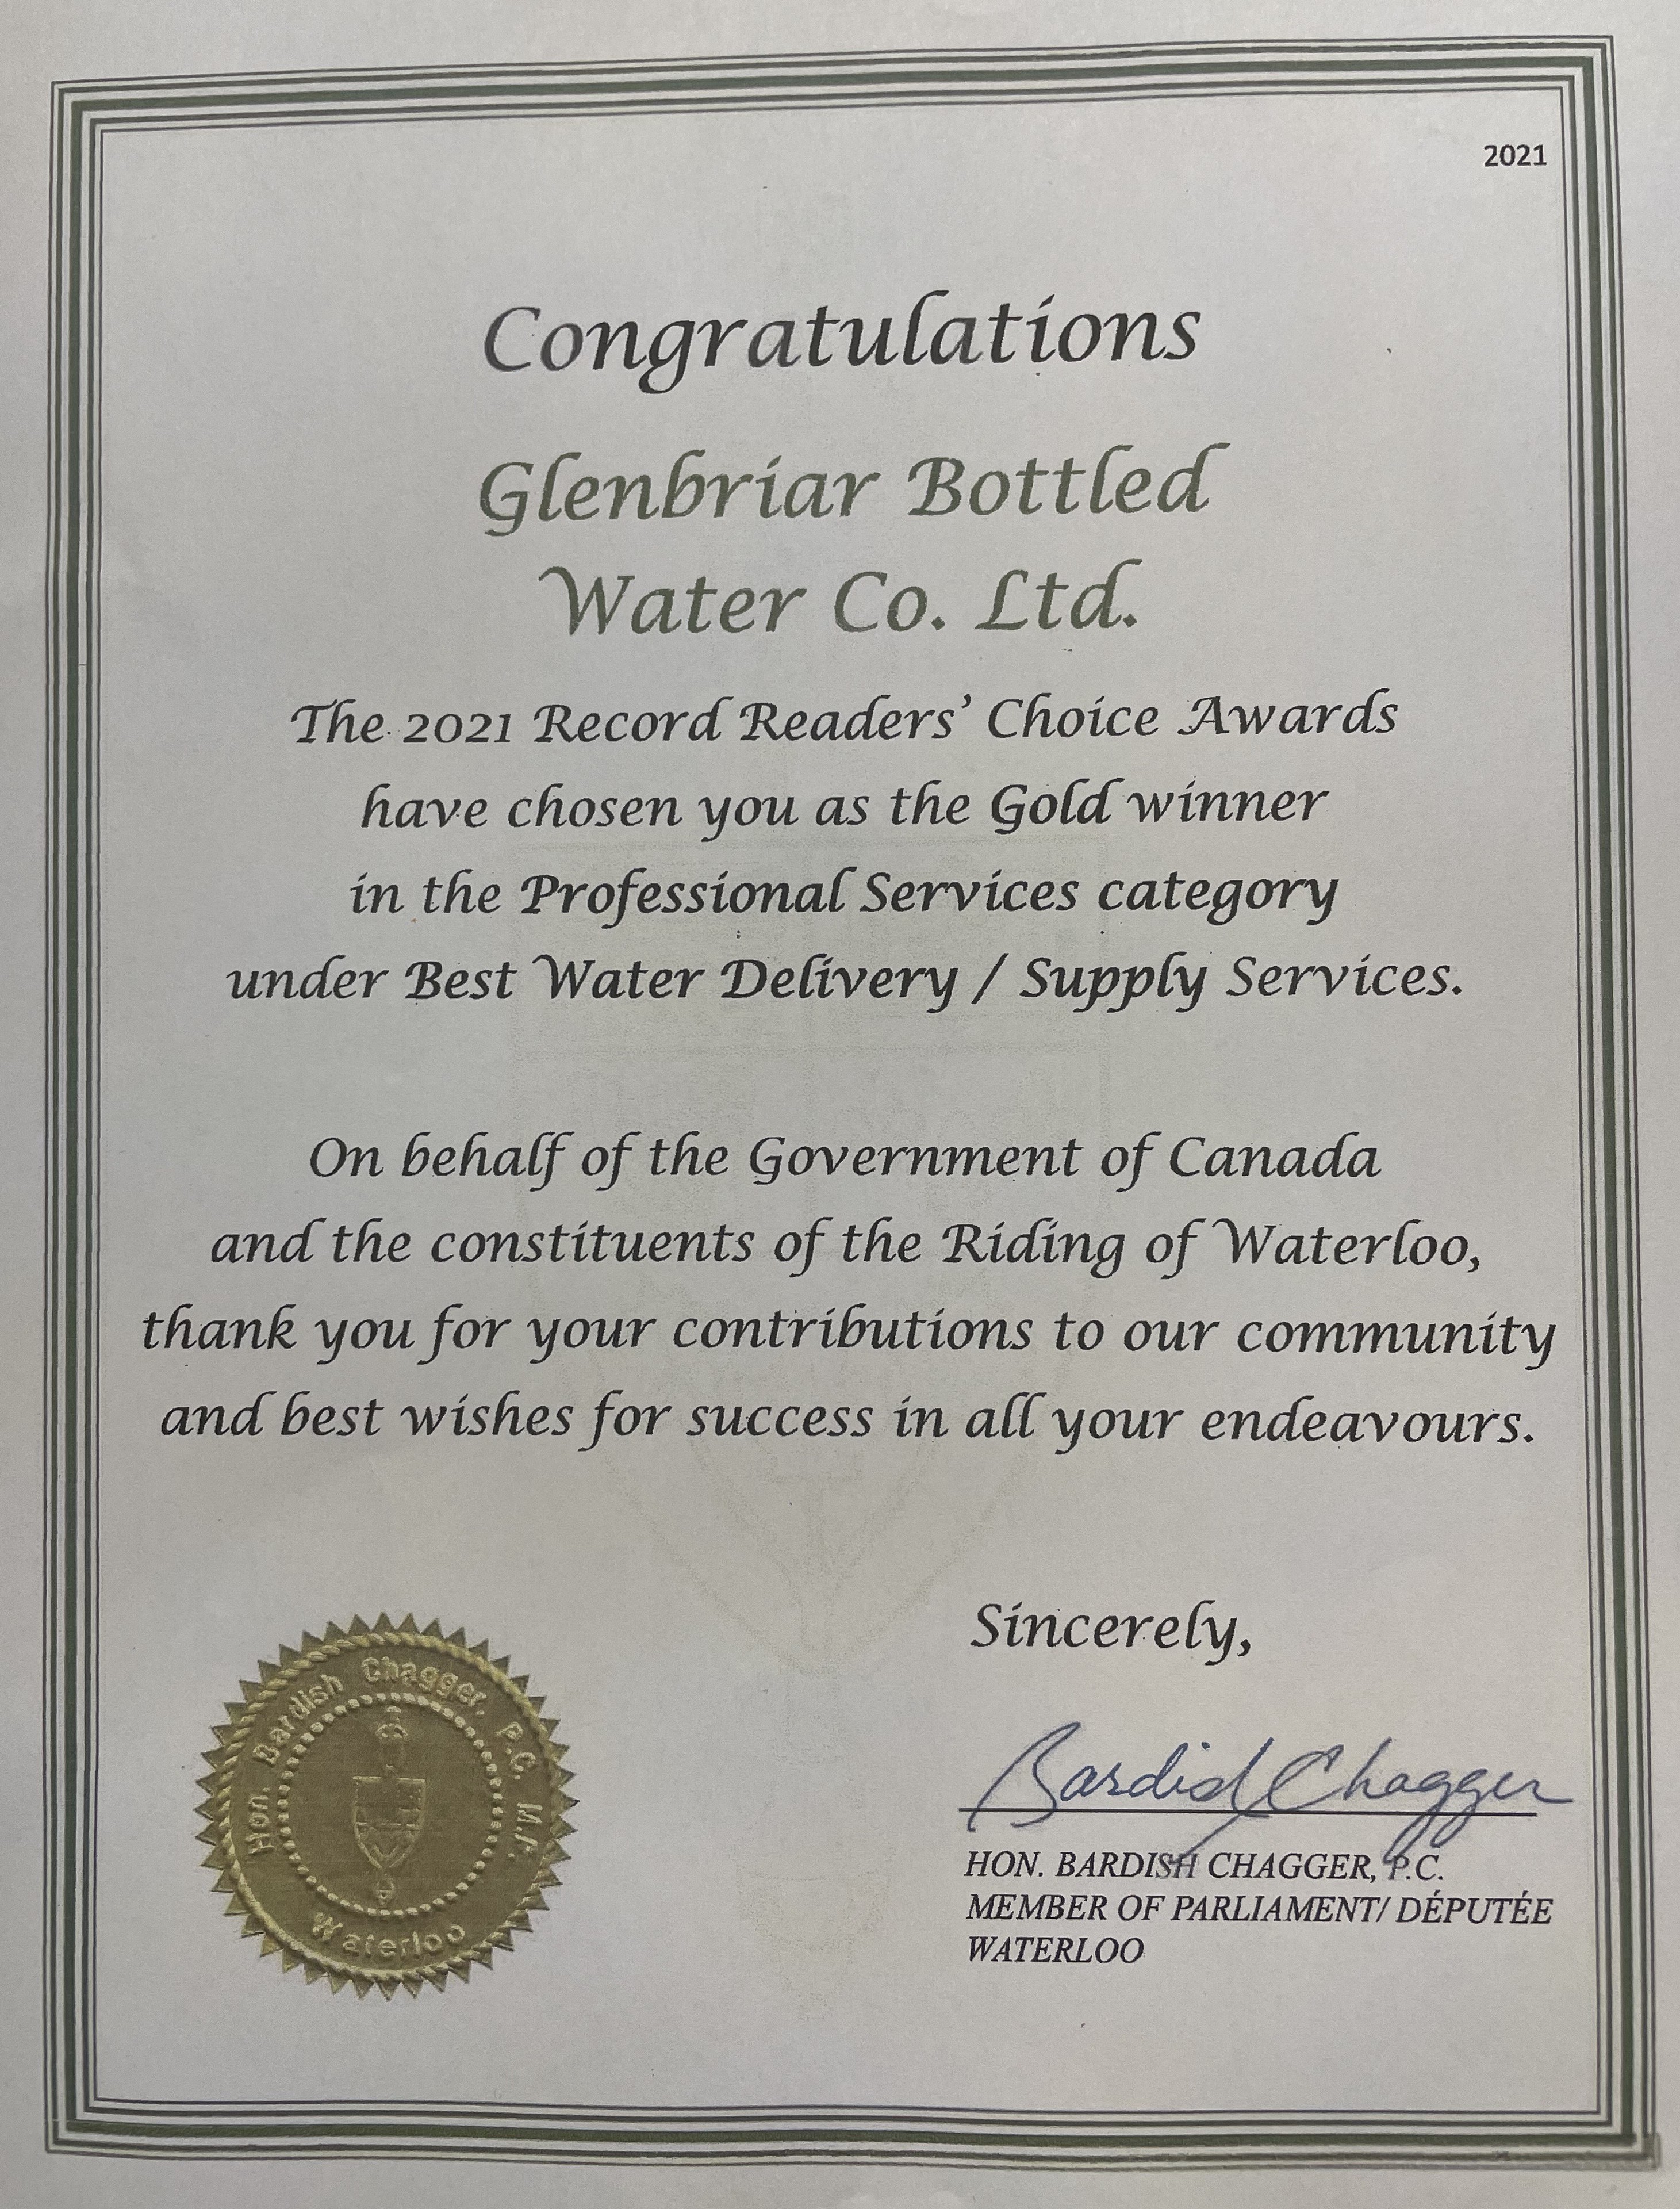 2021
Congratulations
Glenbriar Bottled
Water Co. Ltd.
The 2021 Record Readers’ Choice Awards
have chosen you as the Gold winner
in the Professional Services category
under Best Water Delivery / Supply Services.
On behalf of the Government of Canada
and the constituents of the Riding of Waterloo,
thank you for your contributions to our community
and best wishes for success in all your endeavours.
Sincerely,
Hon. Bardish Chagger, P.C. M.P.
Waterloo
Bardish Chagger
HON. BARDISH CHAGGER, P.C.
MEMBER OF PARLIAMENT/ DÉPUTÉE
WATERLOO